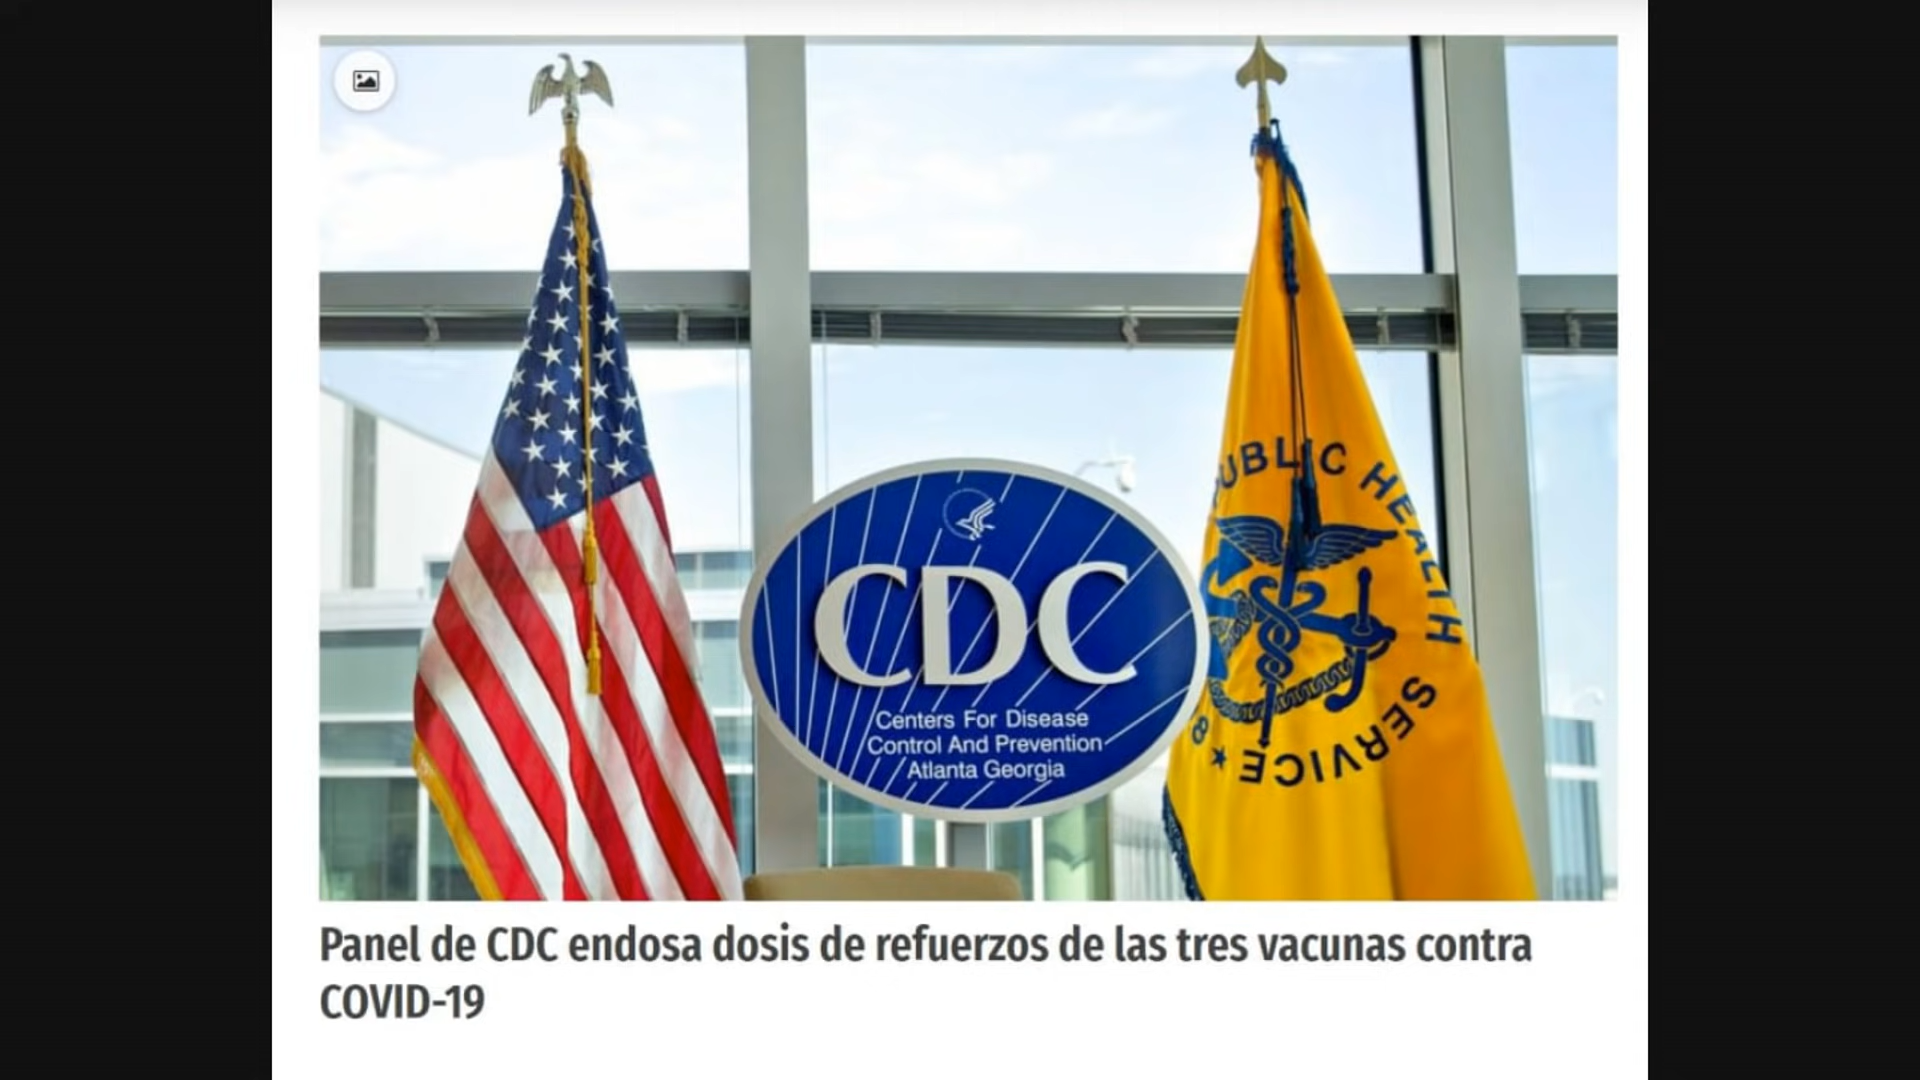 CDC
Centers For Disease
Control And Prevention
Atlanta Georgia
PUBLIC HEALTH
SERVICE ★
Panel de CDC endosa dosis de refuerzos de las tres vacunas contra
COVID-19